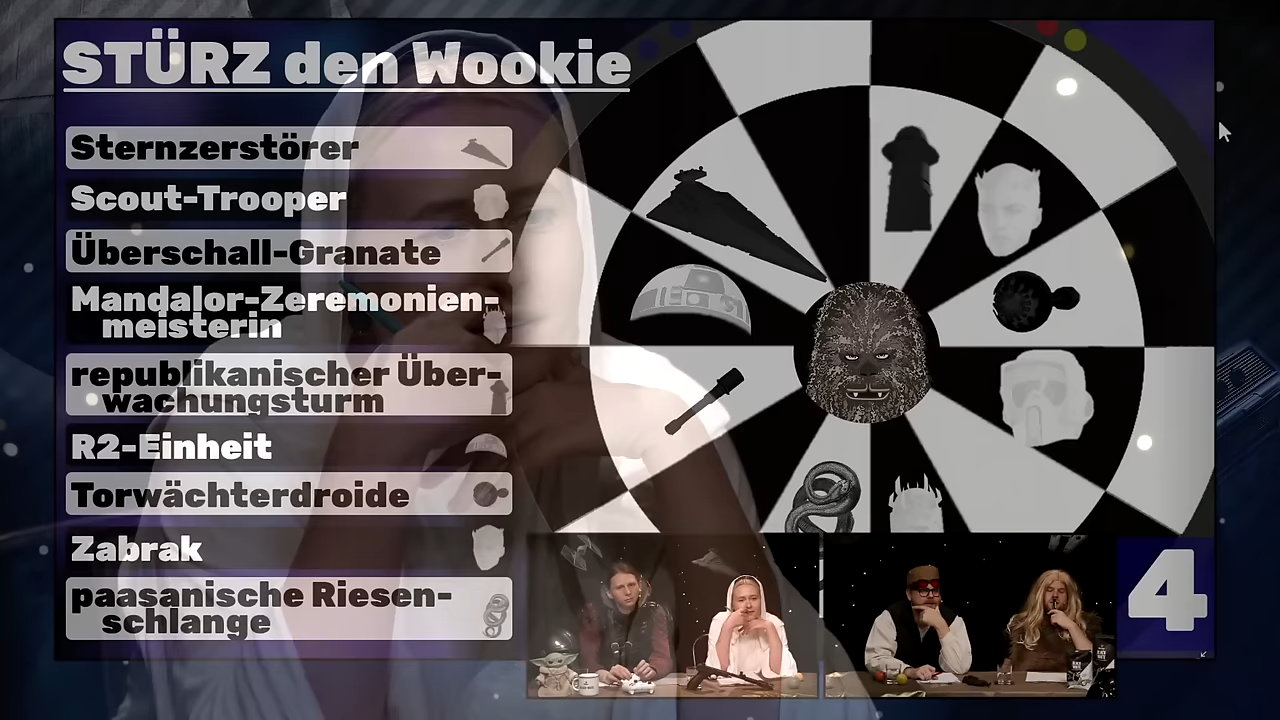 STÜRZ den Wookie
Sternzerstörer
Scout-Trooper
Überschall-Granate
Mandalor-Zeremonien-
meisterin
republikanischer Über-
wachungsturm
R2-Einheit
Torwächterdroide
Zabrak
paasanische Riesen-
schlange
4